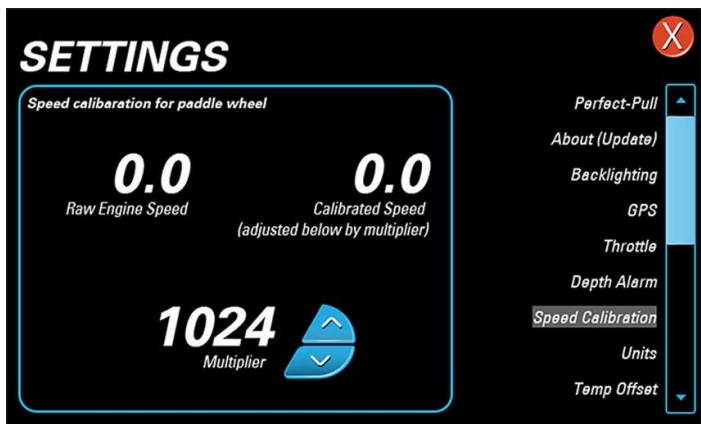 SETTINGS
X
Speed calibaration for paddle wheel
0.0
Raw Engine Speed
0.0
Calibrated Speed
(adjusted below by multiplier)
1024
Multiplier
Perfect-Pull
About (Update)
Backlighting
GPS
Throttle
Depth Alarm
Speed Calibration
Units
Temp Offset